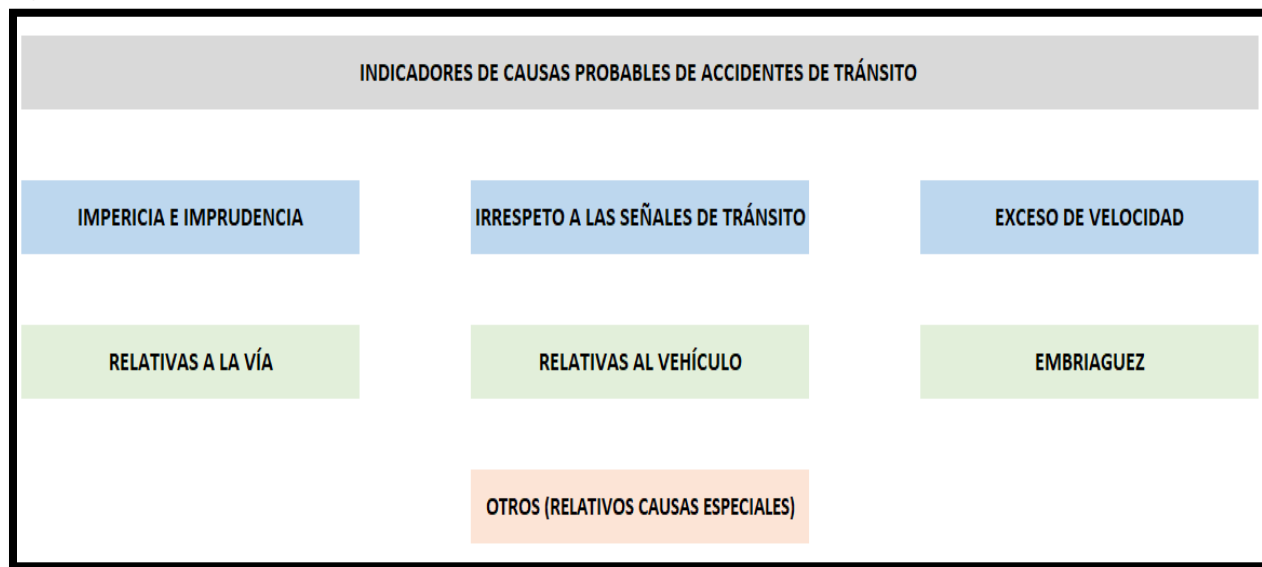 INDICADORES DE CAUSAS PROBABLES DE ACCIDENTES DE TRÁNSITO
IMPERICIA E IMPRUDENCIA
IRRESPETO A LAS SEÑALES DE TRÁNSITO
EXCESO DE VELOCIDAD
RELATIVAS A LA VÍA
RELATIVAS AL VEHÍCULO
EMBRIAGUEZ
OTROS (RELATIVOS CAUSAS ESPECIALES)